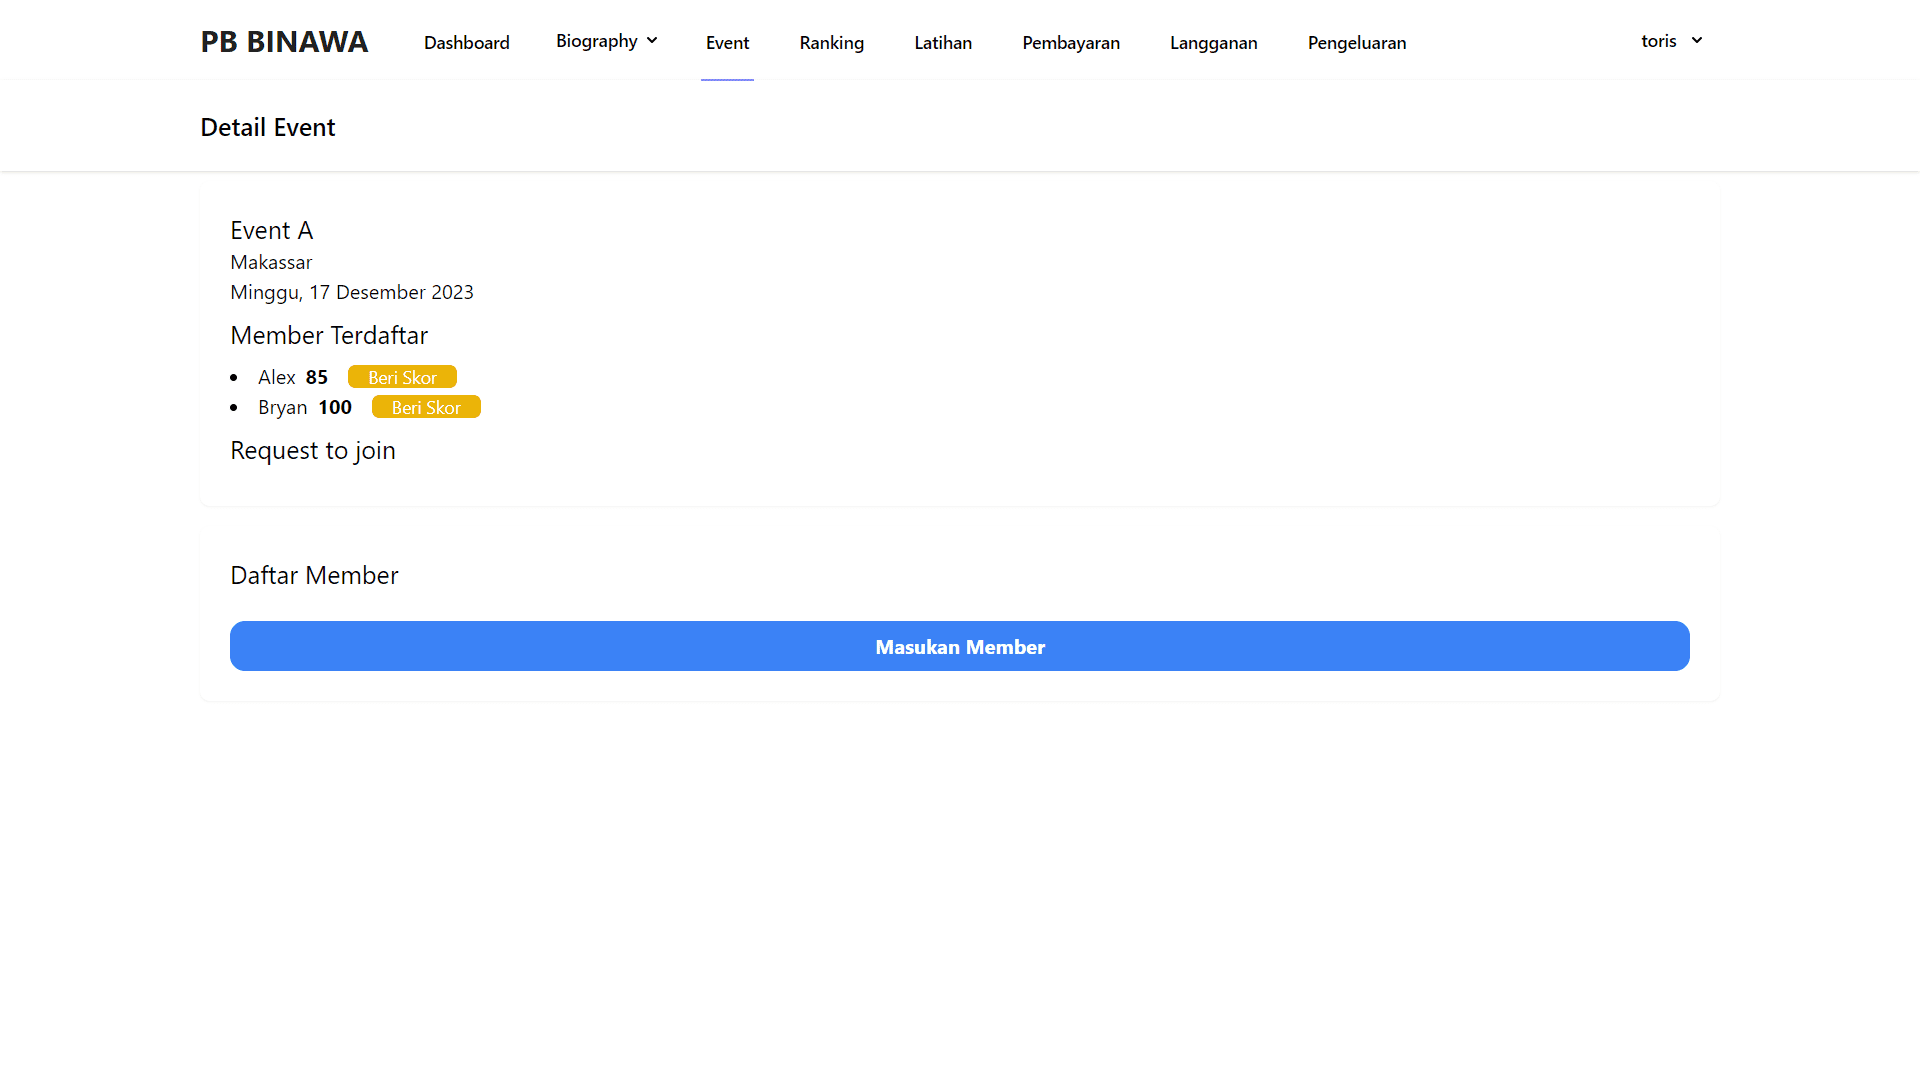 PB BINAWA Dashboard Biography Event Ranking Latihan Pembayaran Langganan Pengeluaran toris
Detail Event
Event A
Makassar
Minggu, 17 Desember 2023
Member Terdaftar
Alex 85 Beri Skor
Bryan 100 Beri Skor
Request to join
Daftar Member
Masukan Member